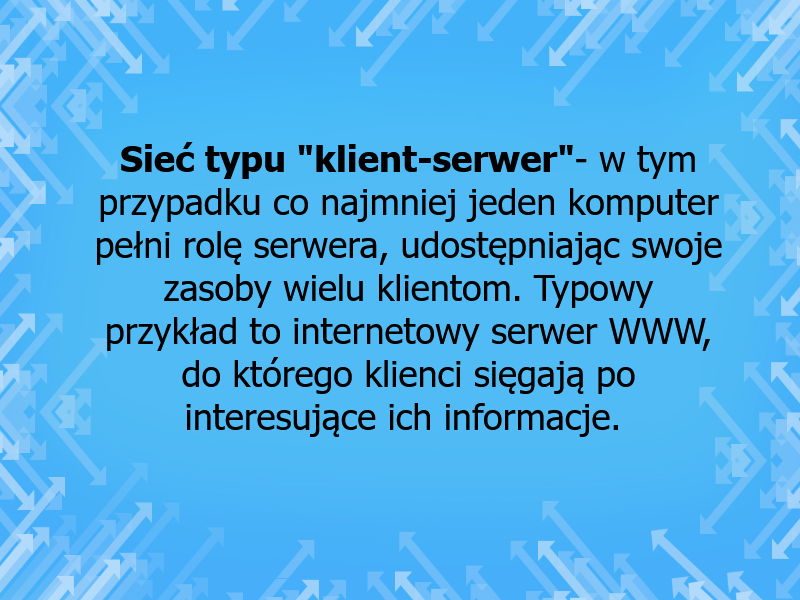 Sieć typu "klient-serwer"- w tym
przypadku co najmniej jeden komputer
pełni rolę serwera, udostępniając swoje
zasoby wielu klientom. Typowy
przykład to internetowy serwer WWW,
do którego klienci sięgają po
interesujące ich informacje.